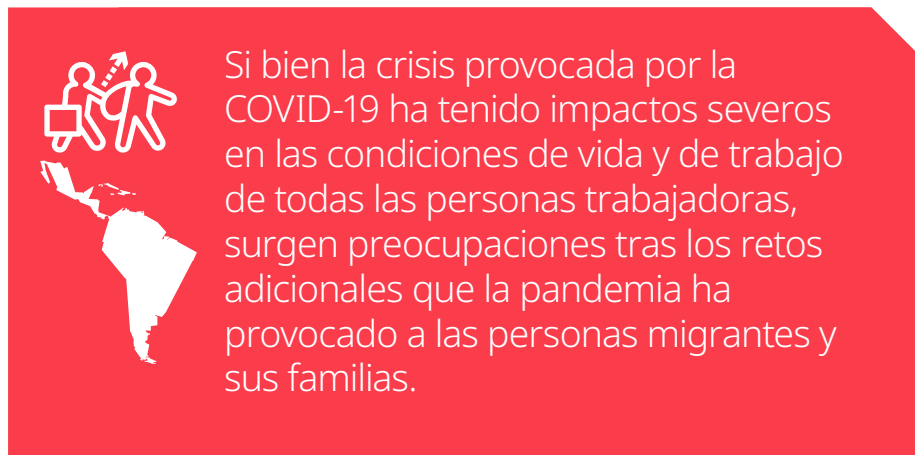 Si bien la crisis provocada por la
COVID-19 ha tenido impactos severos
en las condiciones de vida y de trabajo
de todas las personas trabajadoras,
surgen preocupaciones tras los retos
adicionales que la pandemia ha
provocado a las personas migrantes y
sus familias.